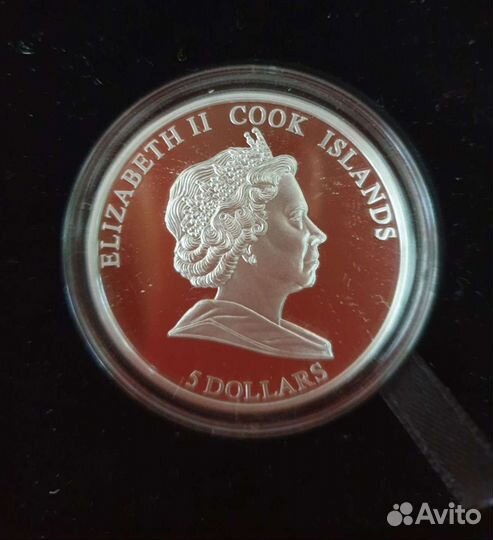 ELIZABETH II COOK ISLANDS
5 DOLLARS
Avito